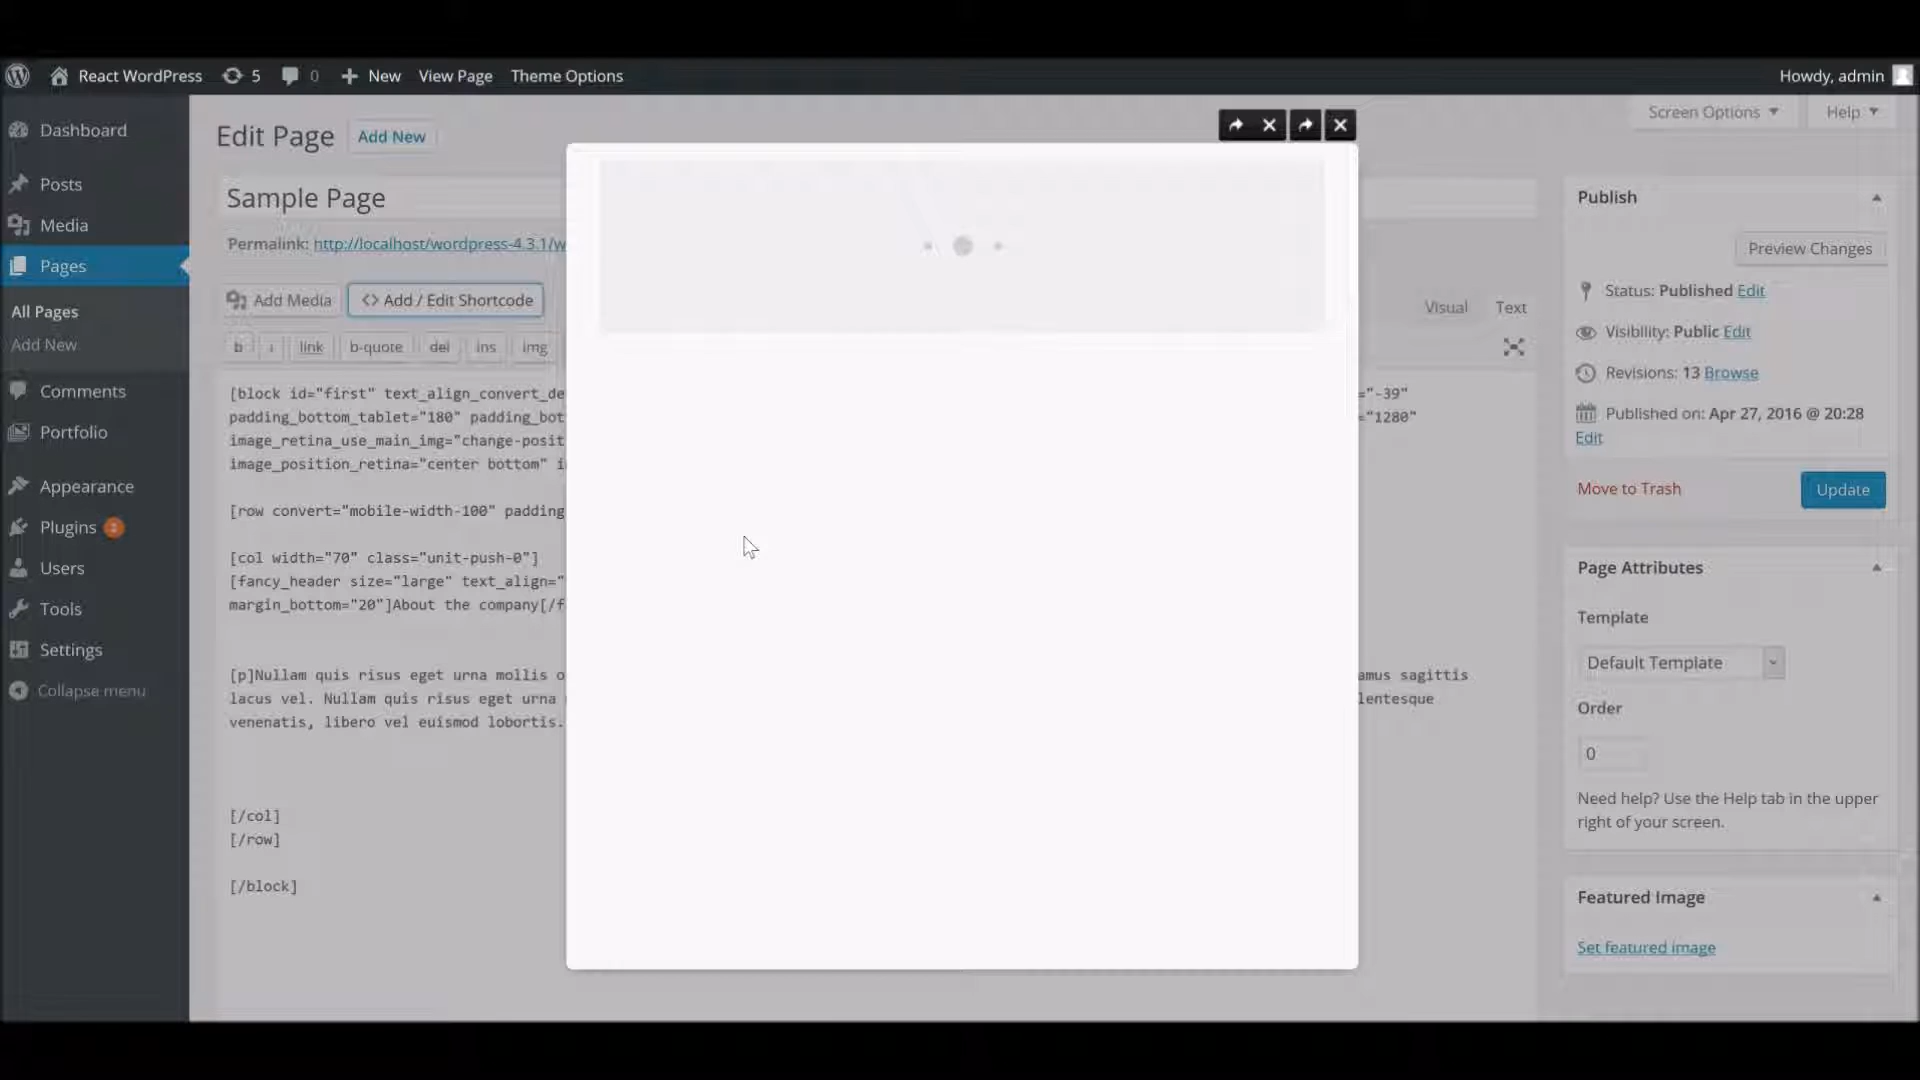 React WordPress 5 0 New View Page Theme Options Howdy, admin
Dashboard
Posts
Media
Pages
All Pages
Add New
Comments
Portfolio
Appearance
Plugins
Users
Tools
Settings
Collapse menu
Screen Options Help
Edit Page Add New
Sample Page
Permalink: http://localhost/wordpress-4.3.1/w
Add Media <> Add / Edit Shortcode
Visual Text
b i link b-quote del ins img
[block id="first" text_align_convert_de ="-39"
padding_bottom_tablet="180" padding_bot ="1280"
image_retina_use_main_img="change-posit
image_position_retina="center bottom" i
[row convert="mobile-width-100" padding
[col width="70" class="unit-push-0"]
[fancy_header size="large" text_align="
margin_bottom="20"]About the company[/f
[p]Nullam quis risus eget urna mollis o amus sagittis
lacus vel. Nullam quis risus eget urna lentesque
venenatis, libero vel euismod lobortis.
[/col]
[/row]
[/block]
Publish
Preview Changes
Status: Published Edit
Visibility: Public Edit
Revisions: 13 Browse
Published on: Apr 27, 2016 @ 20:28
Edit
Move to Trash Update
Page Attributes
Template
Default Template
Order
0
Need help? Use the Help tab in the upper
right of your screen.
Featured Image
Set featured image